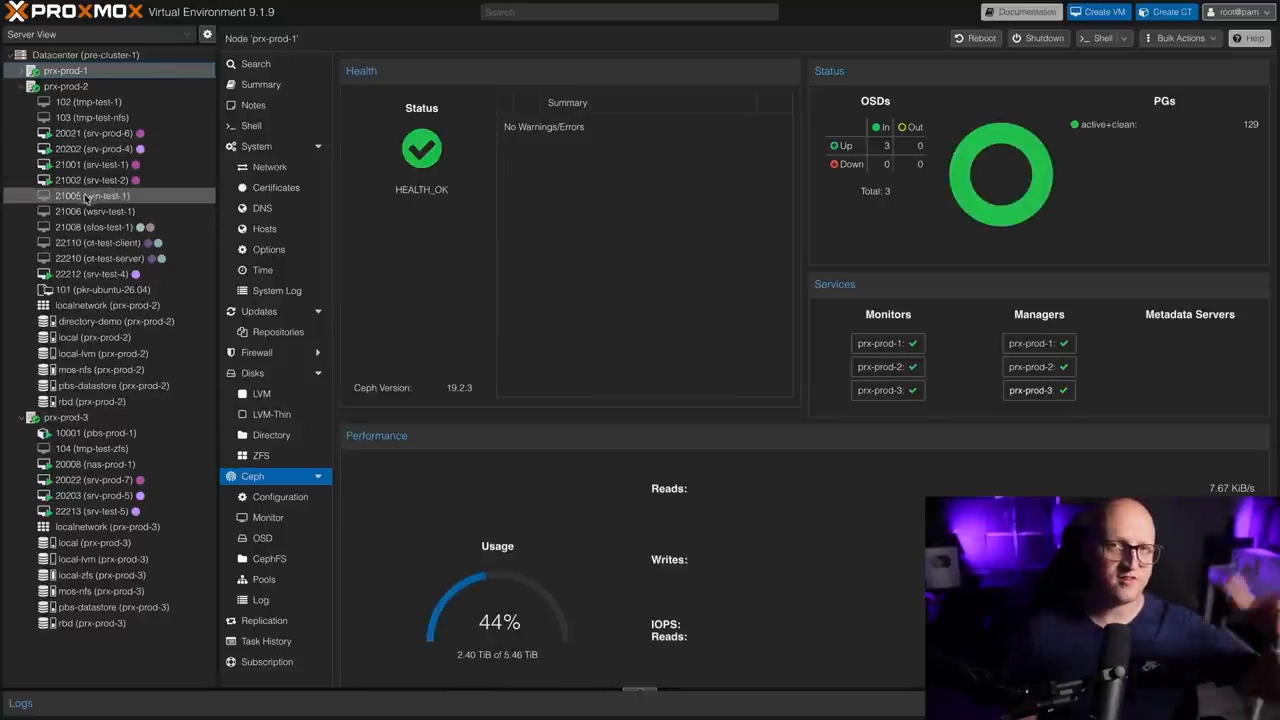 PROXMOX Virtual Environment 9.1.9
Search
Documentation
Create VM
Create CT
root@pam
Server View
Node 'prx-prod-1'
Reboot
Shutdown
Shell
Bulk Actions
Help
Datacenter (pre-cluster-1)
prx-prod-1
prx-prod-2
102 (tmp-test-1)
103 (tmp-test-nfs)
20021 (srv-prod-6)
20202 (srv-prod-4)
21001 (srv-test-1)
21002 (srv-test-2)
21005 (win-test-1)
21006 (wsrv-test-1)
21008 (sfos-test-1)
22110 (ot-test-client)
22210 (ot-test-server)
22212 (srv-test-4)
101 (pkr-ubuntu-26.04)
localnetwork (prx-prod-2)
directory-demo (prx-prod-2)
local (prx-prod-2)
local-lvm (prx-prod-2)
mos-nfs (prx-prod-2)
pbs-datastore (prx-prod-2)
rbd (prx-prod-2)
prx-prod-3
10001 (pbs-prod-1)
104 (tmp-test-zfs)
20008 (nas-prod-1)
20022 (srv-prod-7)
20203 (srv-prod-5)
22213 (srv-test-5)
localnetwork (prx-prod-3)
local (prx-prod-3)
local-lvm (prx-prod-3)
local-zfs (prx-prod-3)
mos-nfs (prx-prod-3)
pbs-datastore (prx-prod-3)
rbd (prx-prod-3)
Search
Summary
Notes
Shell
System
Network
Certificates
DNS
Hosts
Options
Time
System Log
Updates
Repositories
Firewall
Disks
LVM
LVM-Thin
Directory
ZFS
Ceph
Configuration
Monitor
OSD
CephFS
Pools
Log
Replication
Task History
Subscription
Health
Status
HEALTH_OK
Summary
No Warnings/Errors
Ceph Version: 19.2.3
Status
OSDs
In Out
Up 3 0
Down 0 0
Total: 3
PGs
active+clean: 129
Services
Monitors
prx-prod-1:
prx-prod-2:
prx-prod-3:
Managers
prx-prod-1:
prx-prod-2:
prx-prod-3:
Metadata Servers
Performance
Usage
44%
2.40 TiB of 5.46 TiB
Reads:
7.67 KiB/s
Writes:
IOPS:
Reads:
Logs